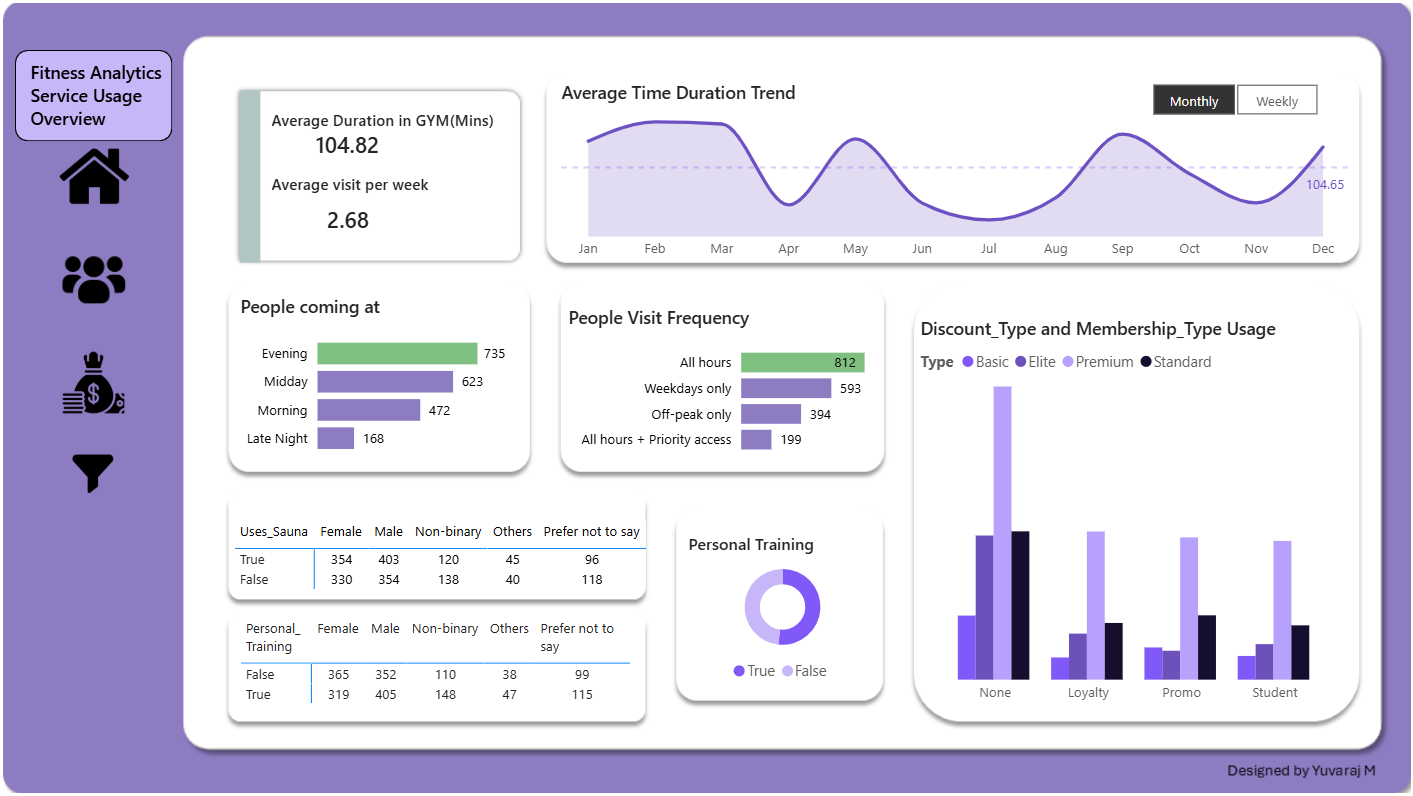 Fitness Analytics
Service Usage
Overview
Average Duration in GYM(Mins)
104.82
Average visit per week
2.68
Average Time Duration Trend
Monthly
Weekly
104.65
Jan Feb Mar Apr May Jun Jul Aug Sep Oct Nov Dec
People coming at
Evening 735
Midday 623
Morning 472
Late Night 168
People Visit Frequency
All hours 812
Weekdays only 593
Off-peak only 394
All hours + Priority access 199
Discount_Type and Membership_Type Usage
Type Basic Elite Premium Standard
None Loyalty Promo Student
Uses_Sauna Female Male Non-binary Others Prefer not to say
True 354 403 120 45 96
False 330 354 138 40 118
Personal_ Female Male Non-binary Others Prefer not to
Training say
False 365 352 110 38 99
True 319 405 148 47 115
Personal Training
True False
Designed by Yuvaraj M